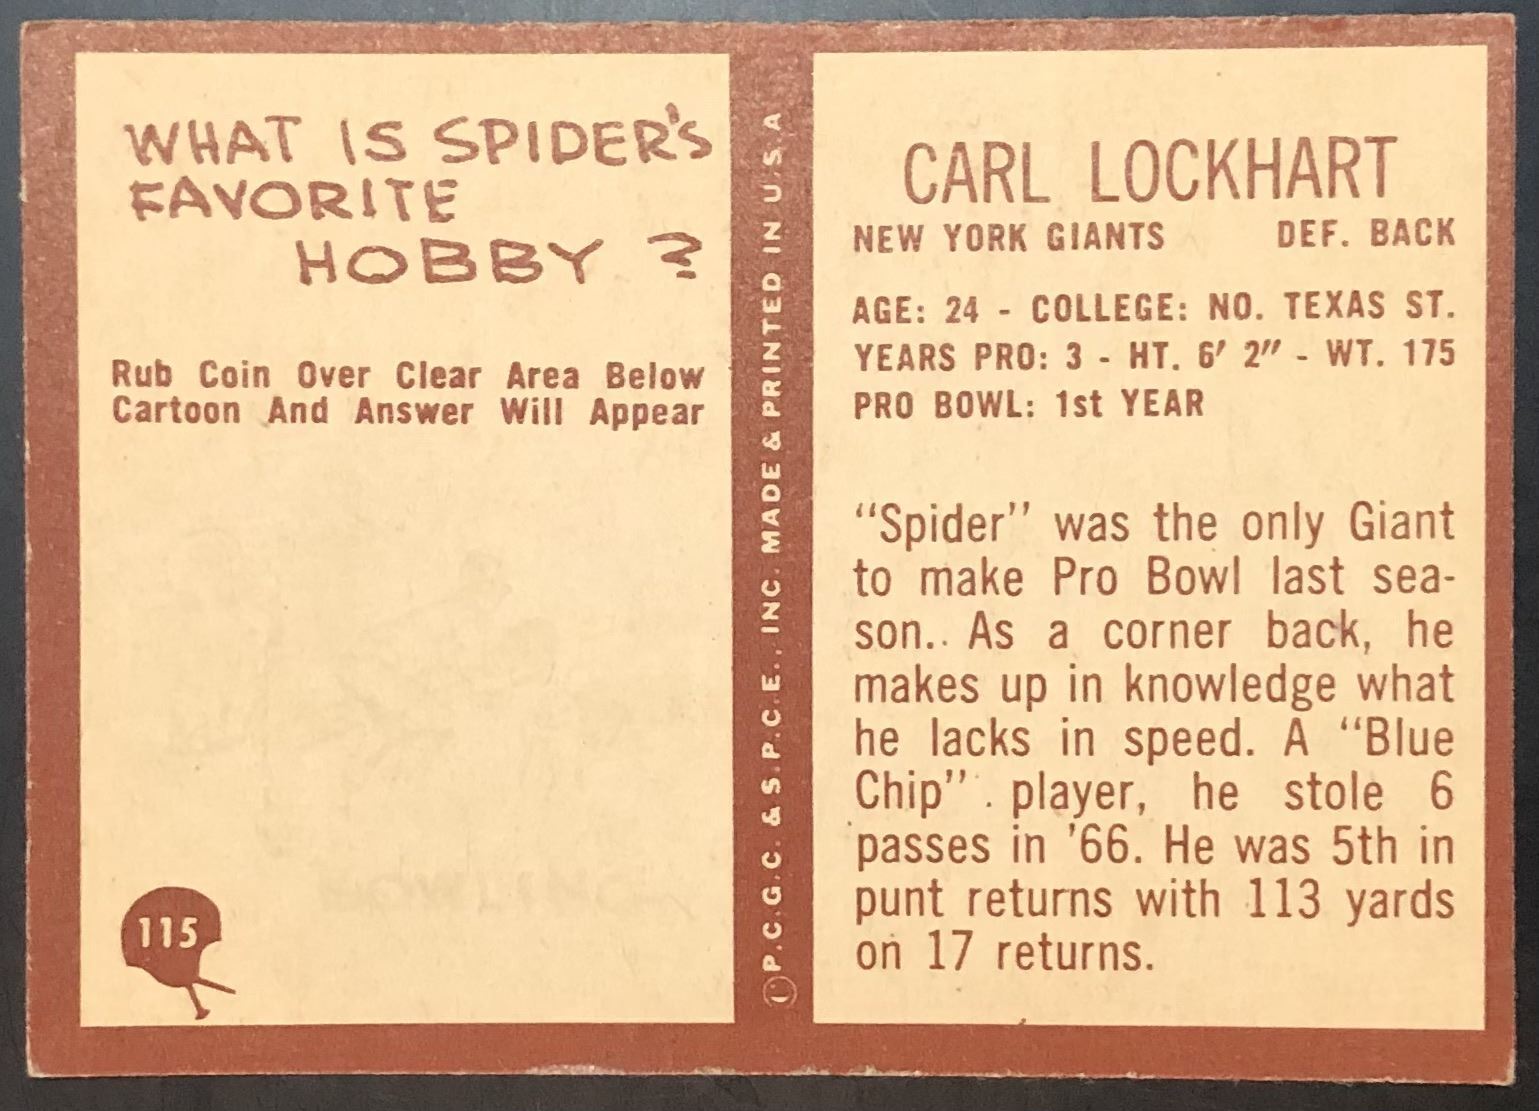 WHAT IS SPIDER'S
FAVORITE
HOBBY?
Rub Coin Over Clear Area Below
Cartoon And Answer Will Appear
115
©P.C.G.C. & S.P.C.E., INC. MADE & PRINTED IN U.S.A
CARL LOCKHART
NEW YORK GIANTS DEF. BACK
AGE: 24 - COLLEGE: NO. TEXAS ST.
YEARS PRO: 3 - HT. 6' 2" - WT. 175
PRO BOWL: 1st YEAR
"Spider" was the only Giant
to make Pro Bowl last sea-
son. As a corner back, he
makes up in knowledge what
he lacks in speed. A "Blue
Chip" player, he stole 6
passes in '66. He was 5th in
punt returns with 113 yards
on 17 returns.